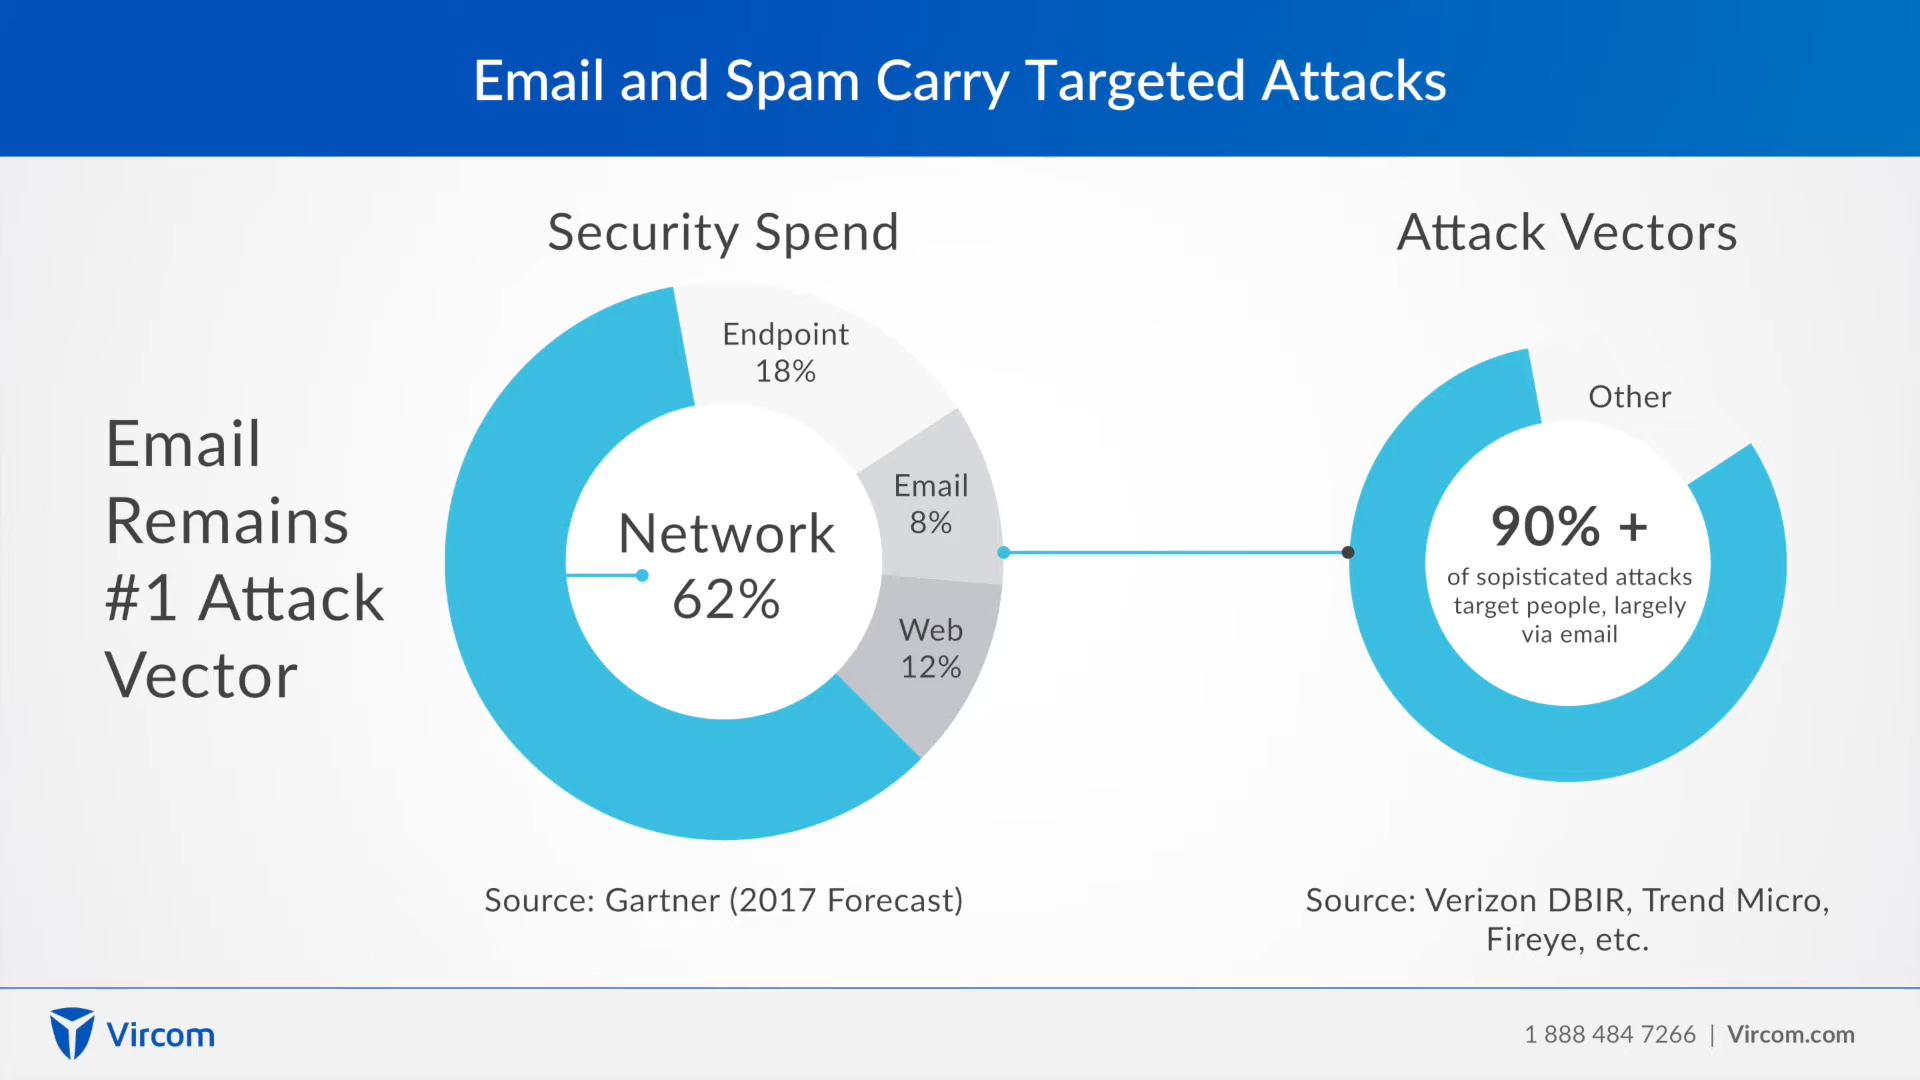 Email and Spam Carry Targeted Attacks
Email
Remains
#1 Attack
Vector
Security Spend
Endpoint
18%
Email
8%
Network
62%
Web
12%
Source: Gartner (2017 Forecast)
Attack Vectors
Other
90% +
of sophisticated attacks
target people, largely
via email
Source: Verizon DBIR, Trend Micro,
Fireye, etc.
Vircom
1 888 484 7266 | Vircom.com